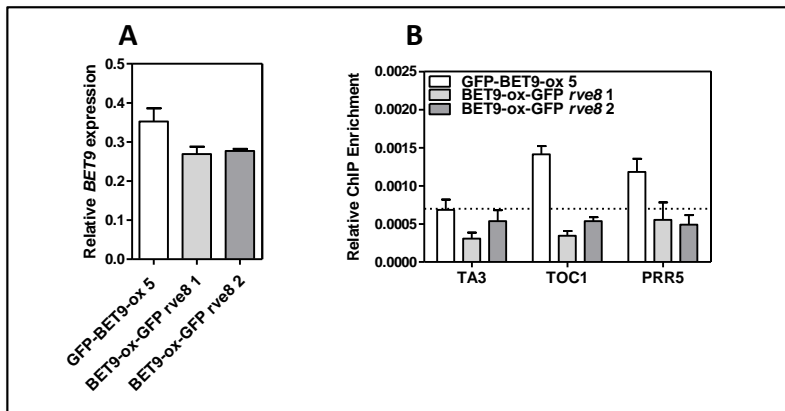 A
Relative BET9 expression
0.5
0.4
0.3
0.2
0.1
0.0
GFP-BET9-ox 5
BET9-ox-GFP rve8 1
BET9-ox-GFP rve8 2
B
Relative ChIP Enrichment
0.0025
0.0020
0.0015
0.0010
0.0005
0.0000
GFP-BET9-ox 5
BET9-ox-GFP rve8 1
BET9-ox-GFP rve8 2
TA3
TOC1
PRR5